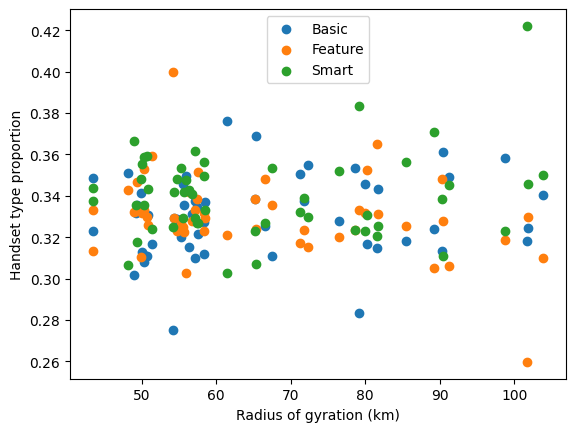 Basic
Feature
Smart
0.42
0.40
0.38
0.36
0.34
0.32
0.30
0.28
0.26
Handset type proportion
50 60 70 80 90 100
Radius of gyration (km)